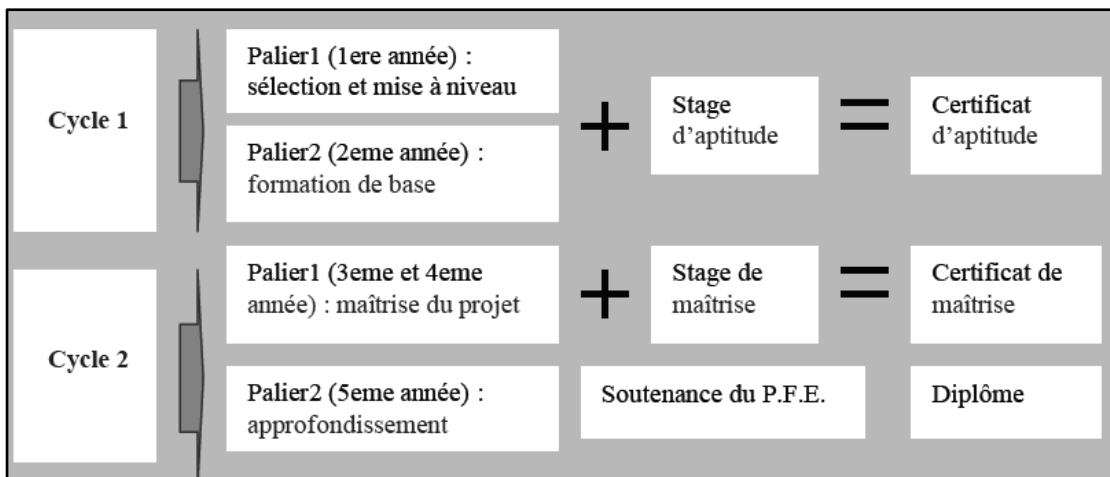 Cycle 1
Palier1 (1ere année) :
sélection et mise à niveau
Palier2 (2eme année) :
formation de base
+
Stage
d’aptitude
=
Certificat
d’aptitude
Cycle 2
Palier1 (3eme et 4eme
année) : maîtrise du projet
+
Stage de
maîtrise
=
Certificat de
maîtrise
Palier2 (5eme année) :
approfondissement
Soutenance du P.F.E.
Diplôme